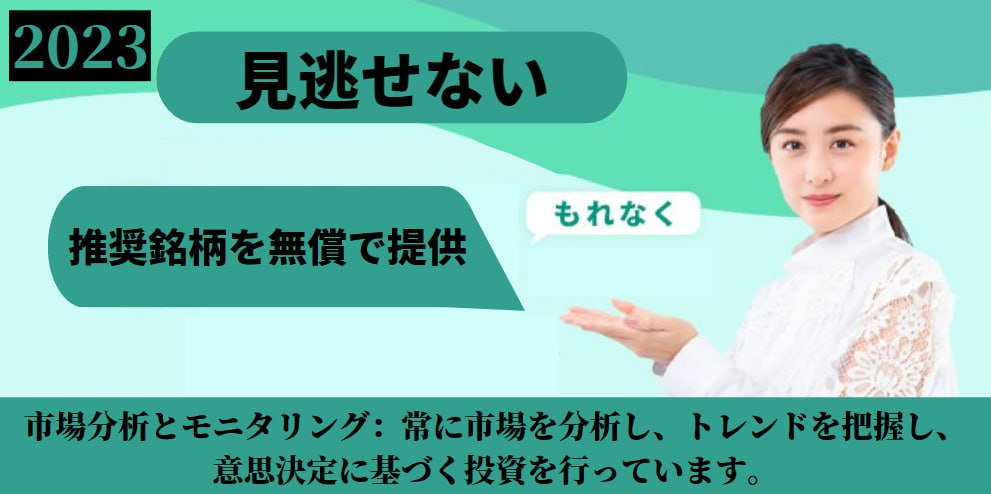 2023
見逃せない
推奨銘柄を無償で提供
もれなく
市場分析とモニタリング：常に市場を分析し、トレンドを把握し、
意思決定に基づく投資を行っています。